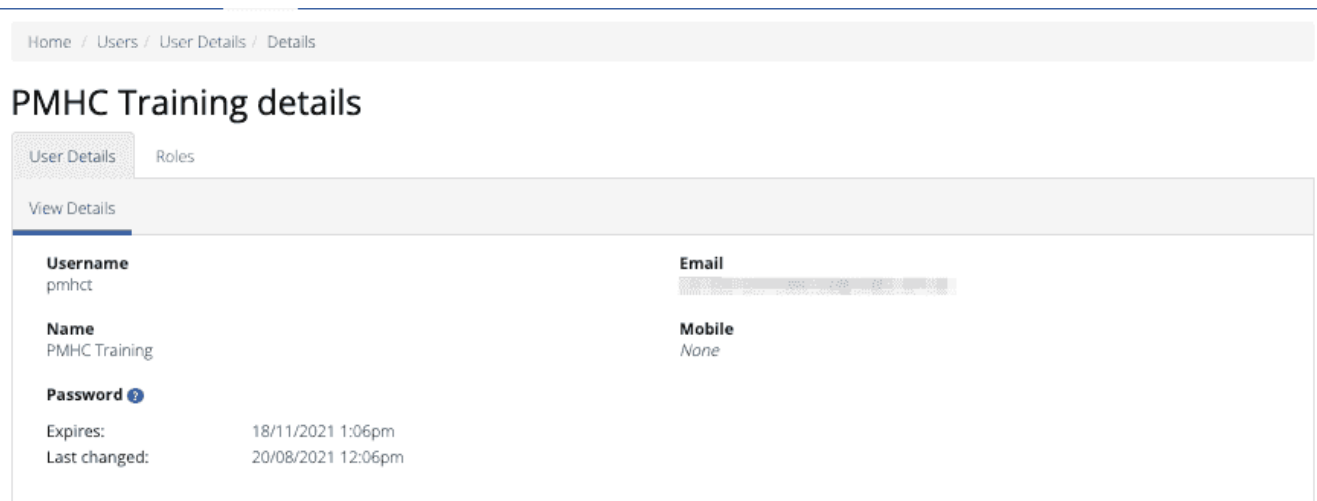 Home / Users / User Details / Details
PMHC Training details
User Details Roles
View Details
Username
pmhct
Email
Name
PMHC Training
Mobile
None
Password ?
Expires: 18/11/2021 1:06pm
Last changed: 20/08/2021 12:06pm